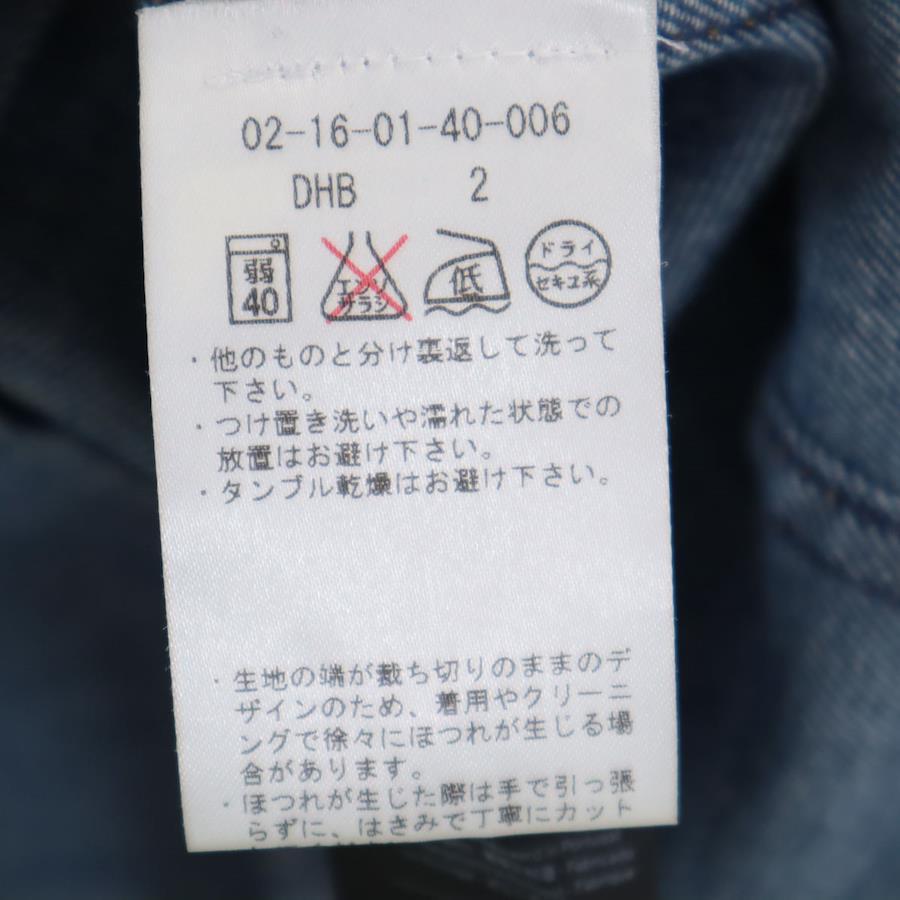 02-16-01-40-006
DHB 2
弱 40
エンソ サラシ
低
ドライ セキユ系
・他のものと分け裏返して洗って
下さい。
・つけ置き洗いや濡れた状態での
放置はお避け下さい。
・タンブル乾燥はお避け下さい。
・生地の端が裁ち切りのままのデ
ザインのため、着用やクリーニ
ングで徐々にほつれが生じる場
合があります。
・ほつれが生じた際は手で引っ張
らずに、はさみで丁寧にカット